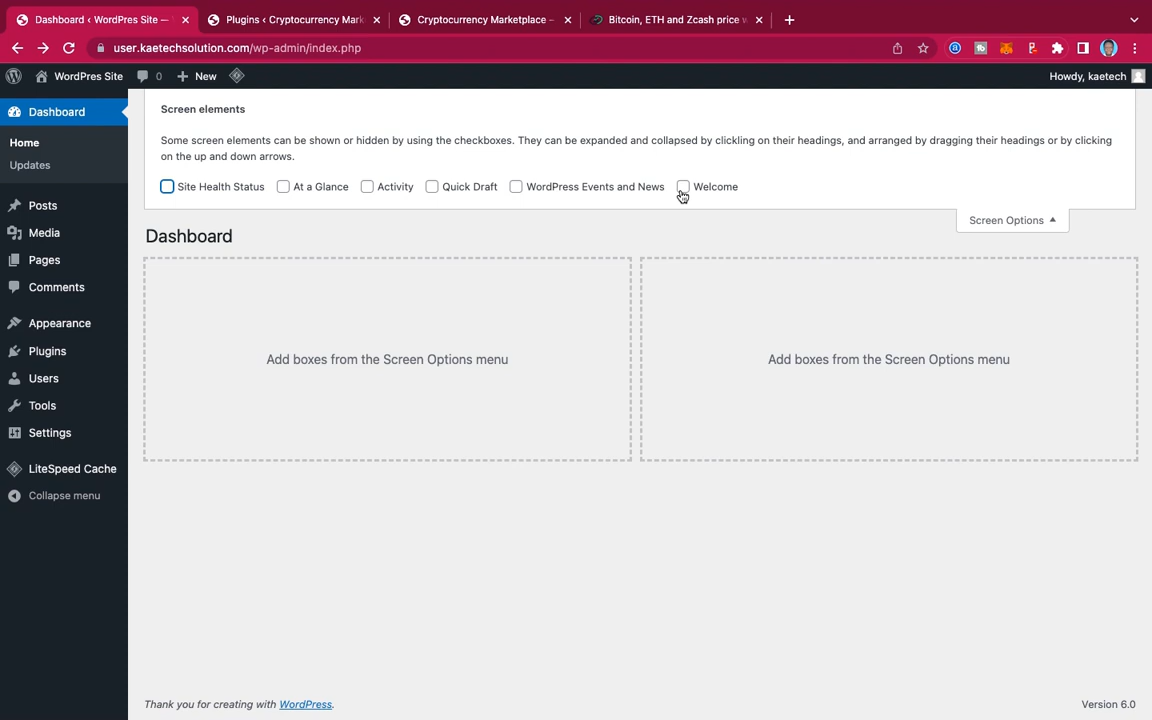 Dashboard < WordPress Site —
Plugins < Cryptocurrency Mark
Cryptocurrency Marketplace –
Bitcoin, ETH and Zcash price w
user.kaetechsolution.com/wp-admin/index.php
WordPres Site
0
New
Howdy, kaetech
Dashboard
Home
Updates
Posts
Media
Pages
Comments
Appearance
Plugins
Users
Tools
Settings
LiteSpeed Cache
Collapse menu
Screen elements
Some screen elements can be shown or hidden by using the checkboxes. They can be expanded and collapsed by clickling on their headings, and arranged by dragging their headings or by clicking
on the up and down arrows.
Site Health Status At a Glance Activity Quick Draft WordPress Events and News Welcome
Screen Options
Dashboard
Add boxes from the Screen Options menu
Add boxes from the Screen Options menu
Thank you for creating with WordPress.
Version 6.0